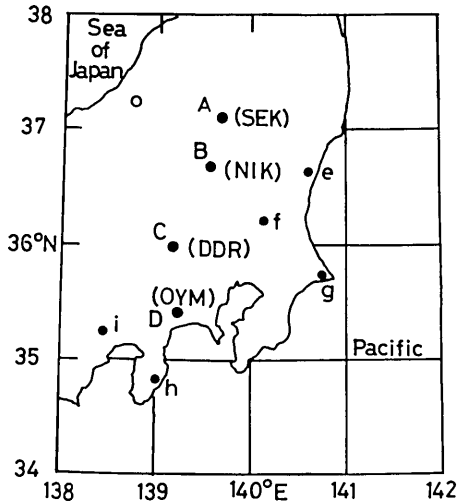 38
Sea
of
Japan
A (SEK)
37
B (NIK)
e
f
C (DDR)
36°N
g
(OYM)
D
i
35
Pacific
h
34
138
139
140°E
141
142